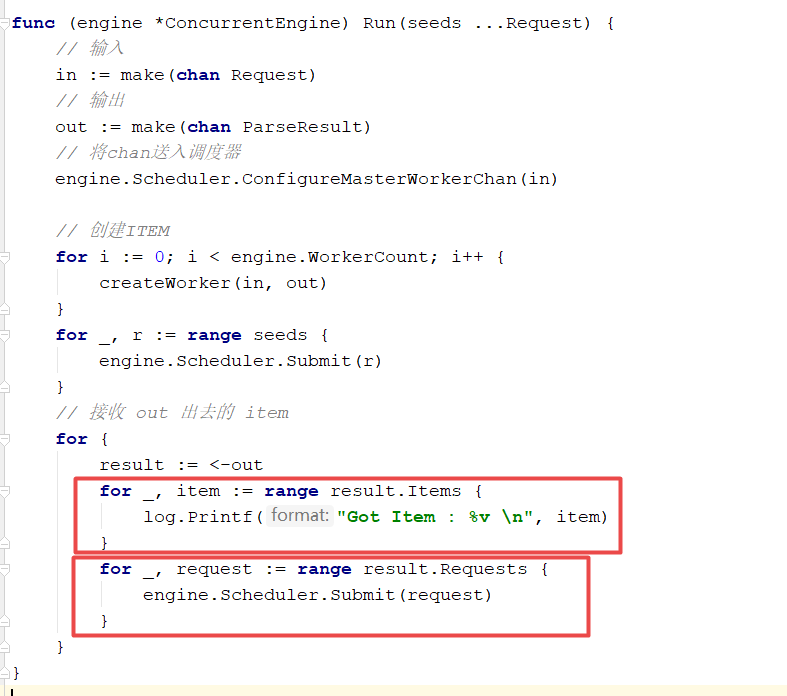 func (engine *ConcurrentEngine) Run(seeds ...Request) {
    // 输入
    in := make(chan Request)
    // 输出
    out := make(chan ParseResult)
    // 将chan送入调度器
    engine.Scheduler.ConfigureMasterWorkerChan(in)

    // 创建ITEM
    for i := 0; i < engine.WorkerCount; i++ {
        createWorker(in, out)
    }
    for _, r := range seeds {
        engine.Scheduler.Submit(r)
    }
    // 接收 out 出去的 item
    for {
        result := <-out
        for _, item := range result.Items {
            log.Printf( format: "Got Item : %v \n", item)
        }
        for _, request := range result.Requests {
            engine.Scheduler.Submit(request)
        }
    }
}